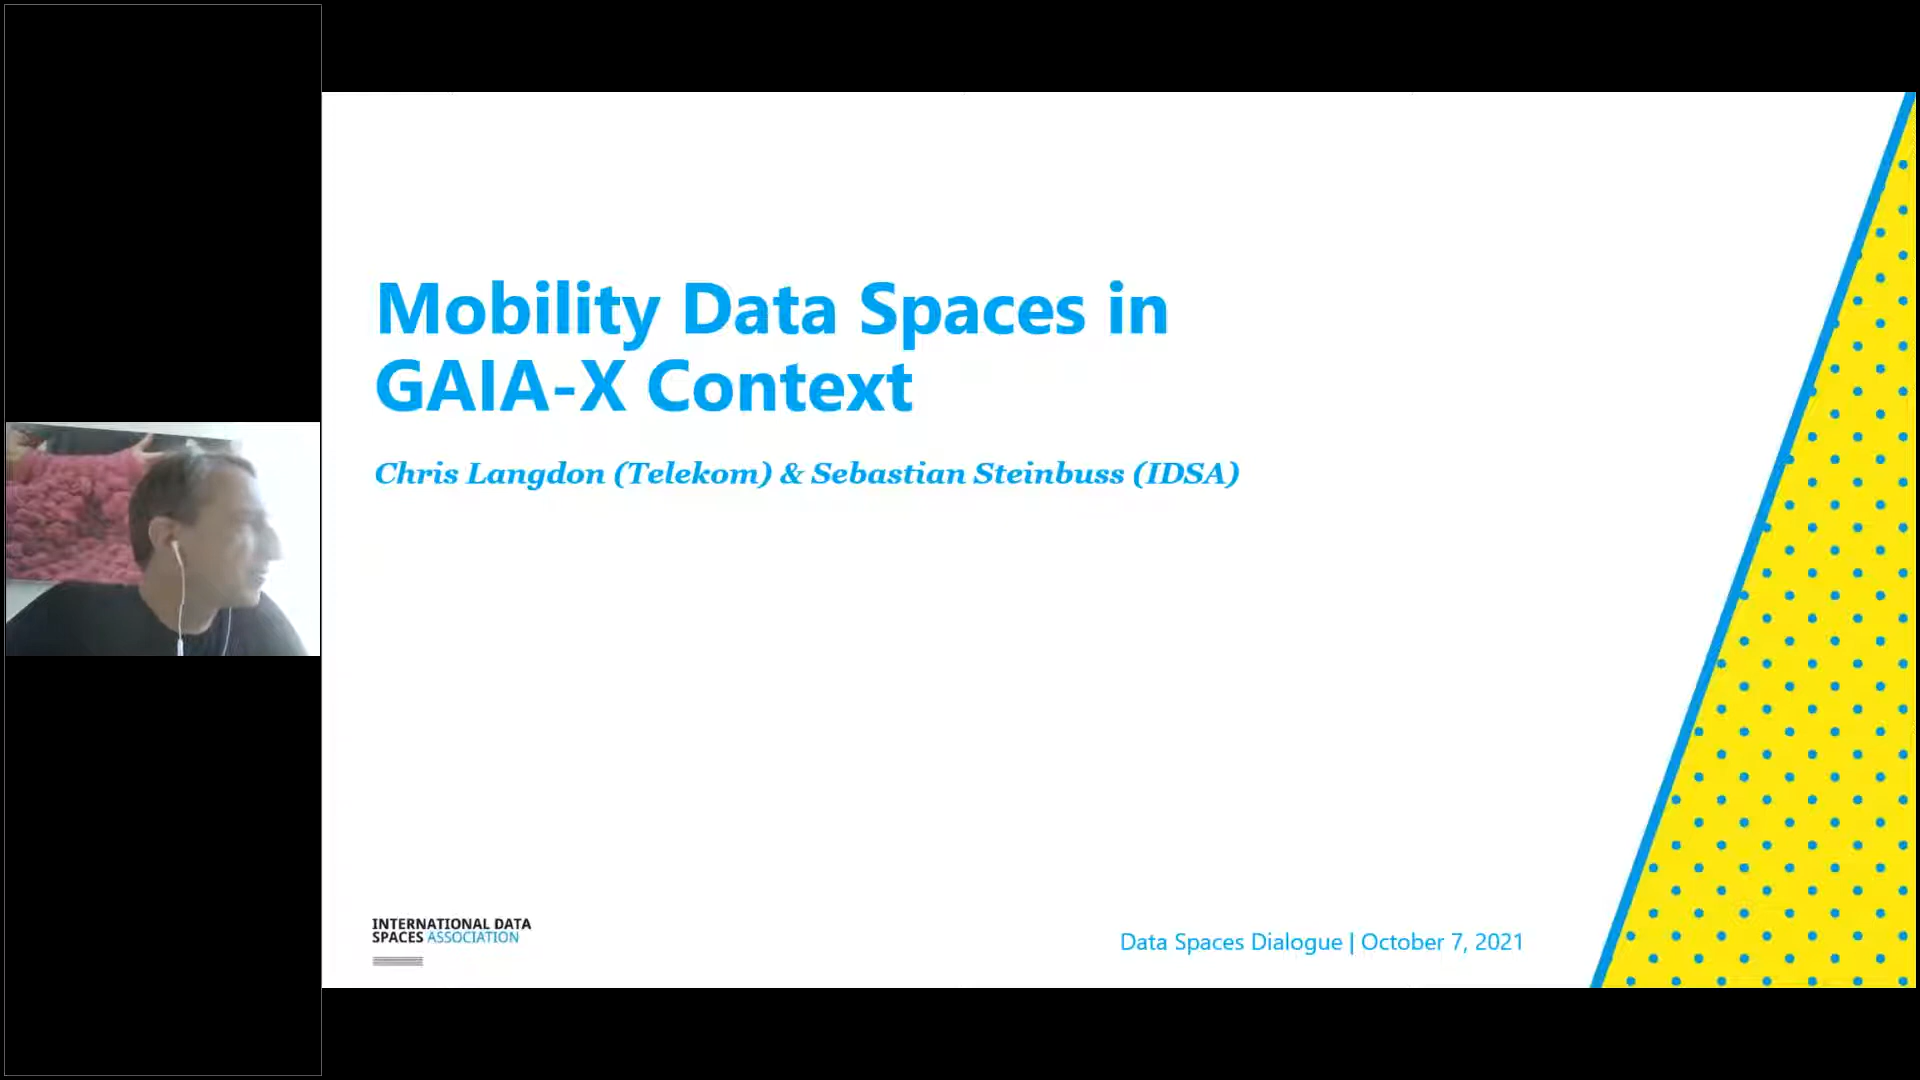 Mobility Data Spaces in
GAIA-X Context
Chris Langdon (Telekom) & Sebastian Steinbuss (IDSA)
INTERNATIONAL DATA
SPACES ASSOCIATION
Data Spaces Dialogue | October 7, 2021